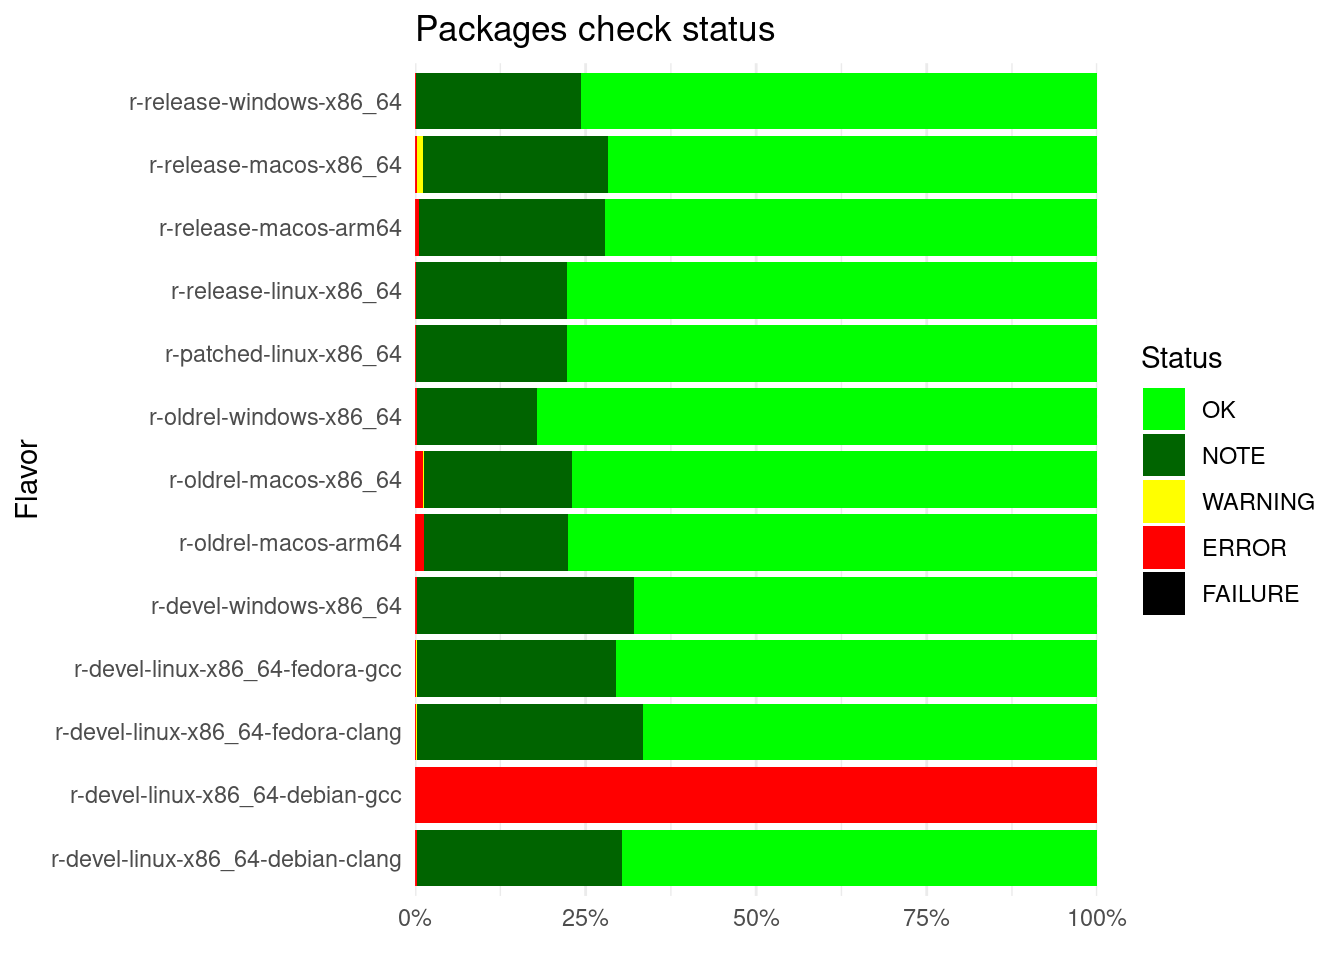 Packages check status
Flavor
r-release-windows-x86_64
r-release-macos-x86_64
r-release-macos-arm64
r-release-linux-x86_64
r-patched-linux-x86_64
r-oldrel-windows-x86_64
r-oldrel-macos-x86_64
r-oldrel-macos-arm64
r-devel-windows-x86_64
r-devel-linux-x86_64-fedora-gcc
r-devel-linux-x86_64-fedora-clang
r-devel-linux-x86_64-debian-gcc
r-devel-linux-x86_64-debian-clang
0% 25% 50% 75% 100%
Status
OK
NOTE
WARNING
ERROR
FAILURE